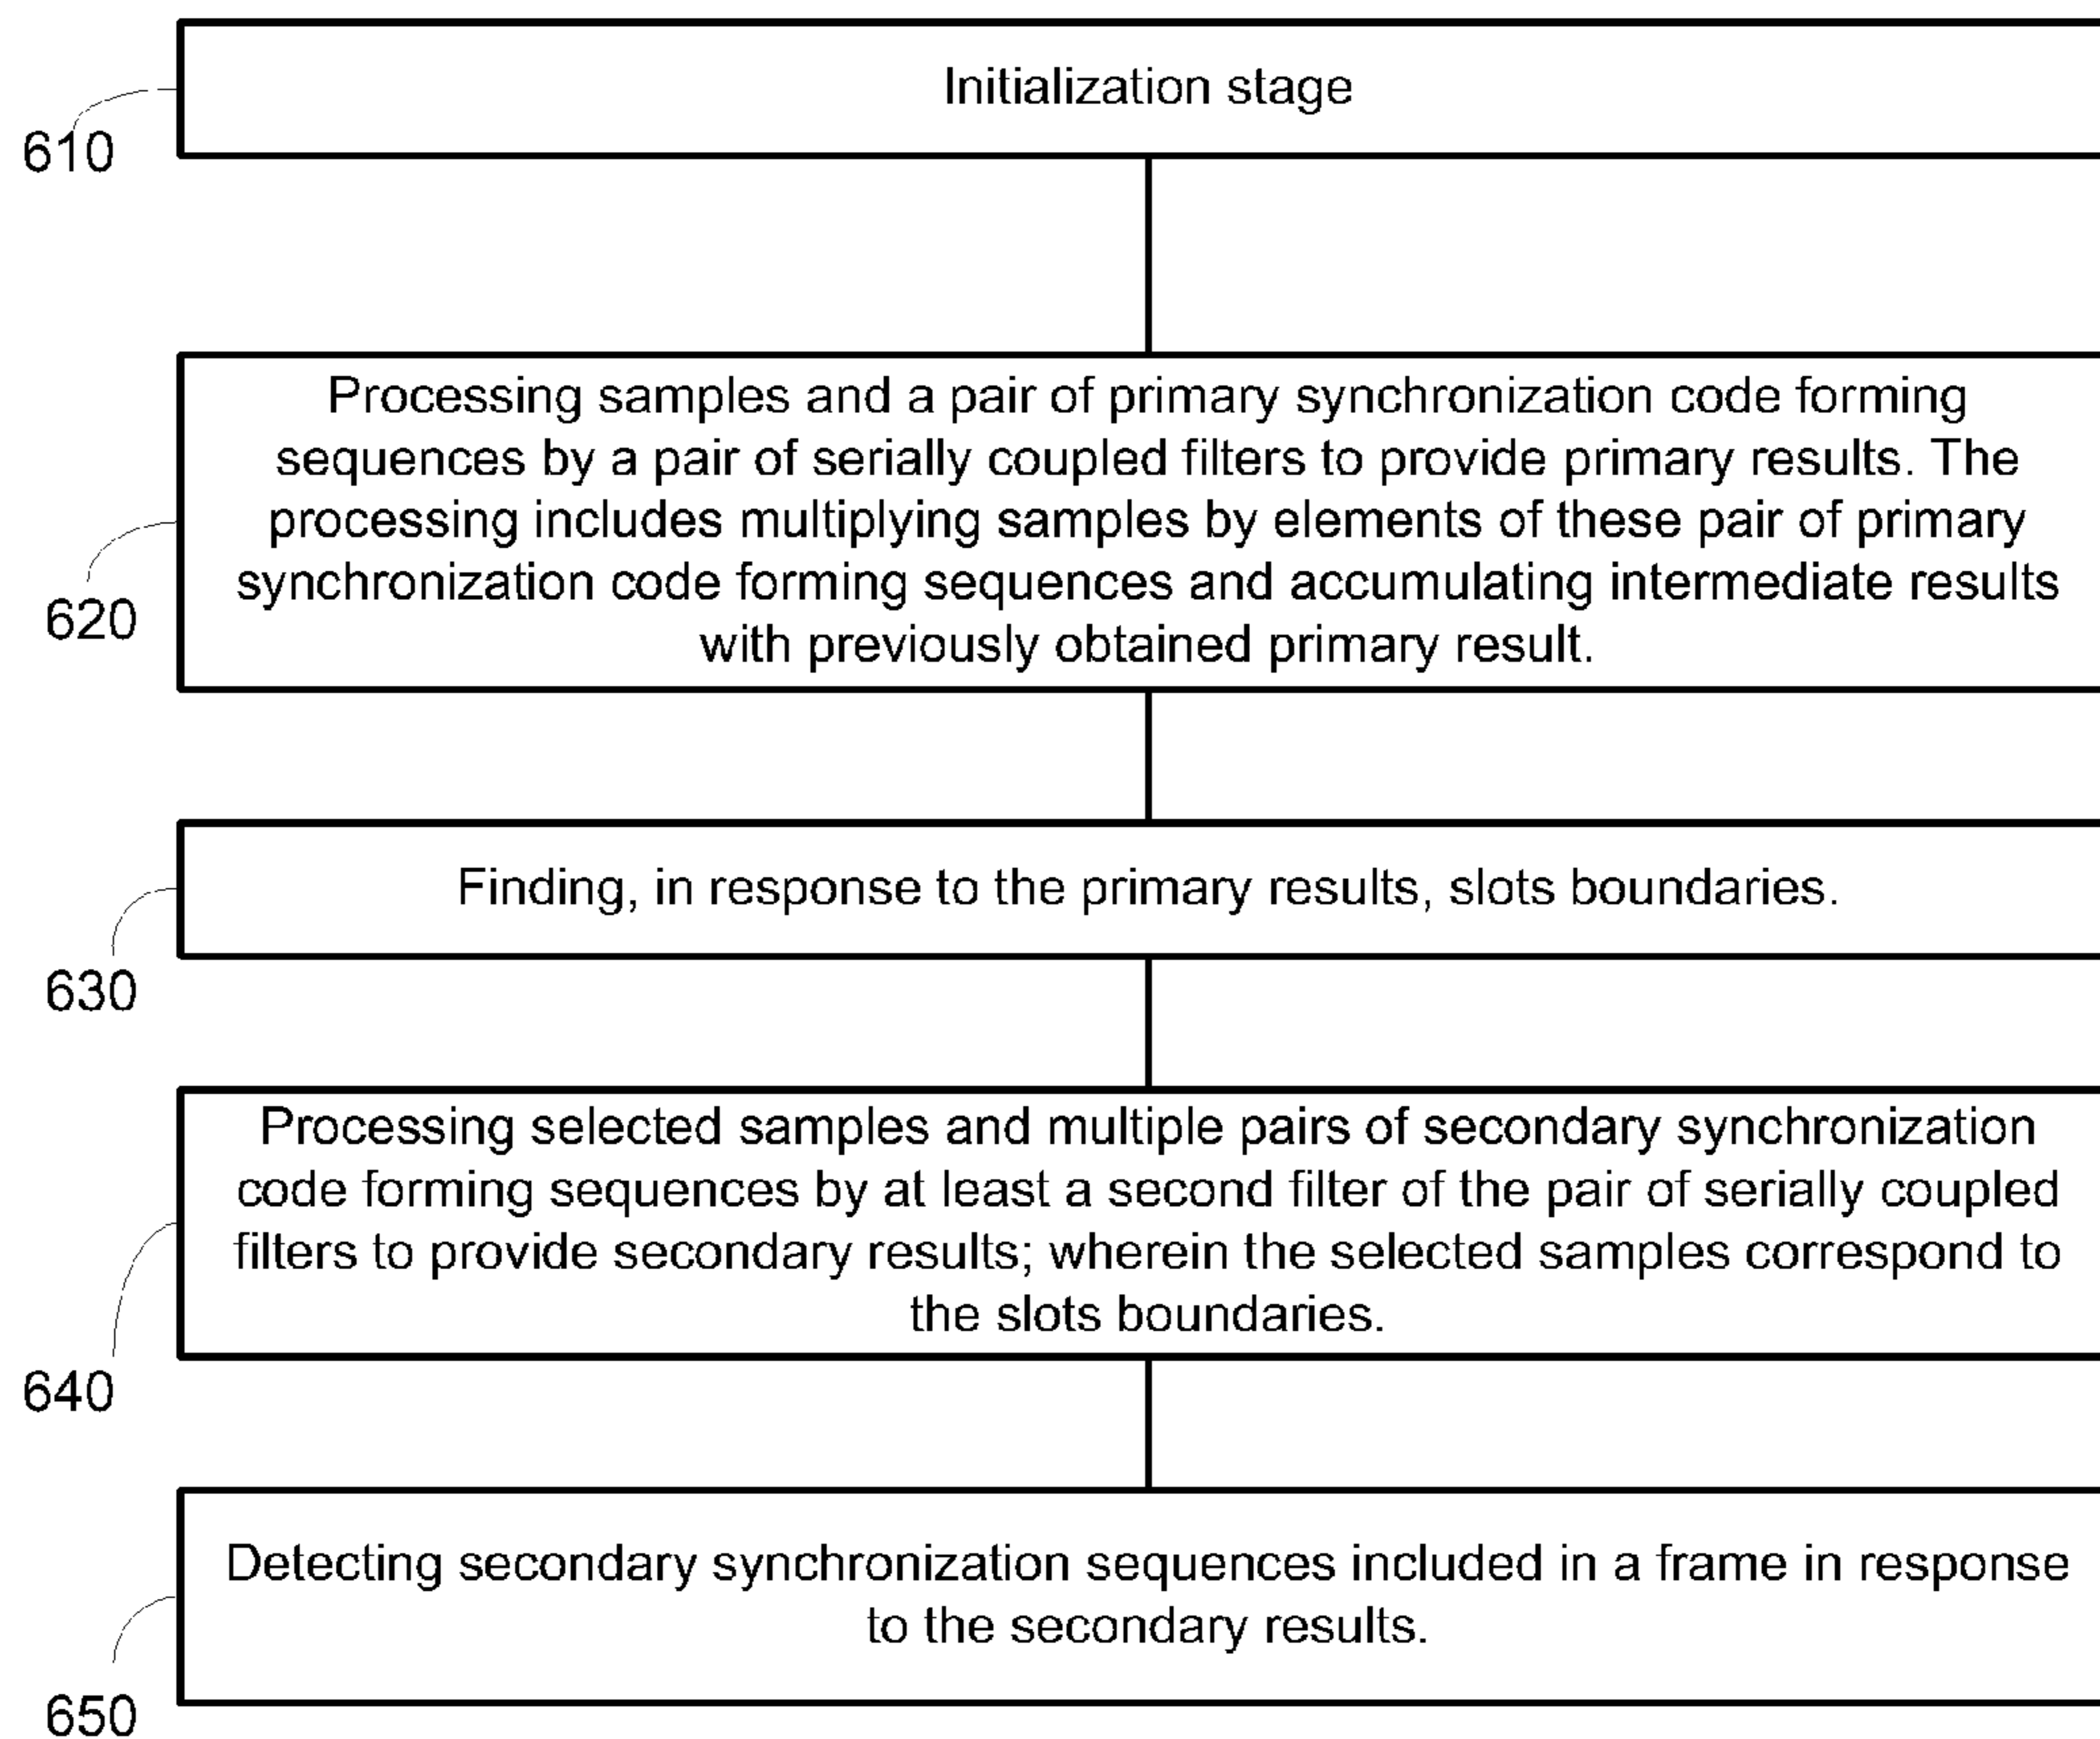 Initialization stage
610
Processing samples and a pair of primary synchronization code forming
sequences by a pair of serially coupled filters to provide primary results. The
processing includes multiplying samples by elements of these pair of primary
synchronization code forming sequences and accumulating intermediate results
with previously obtained primary result.
620
Finding, in response to the primary results, slots boundaries.
630
Processing selected samples and multiple pairs of secondary synchronization
code forming sequences by at least a second filter of the pair of serially coupled
filters to provide secondary results; wherein the selected samples correspond to
the slots boundaries.
640
Detecting secondary synchronization sequences included in a frame in response
to the secondary results.
650